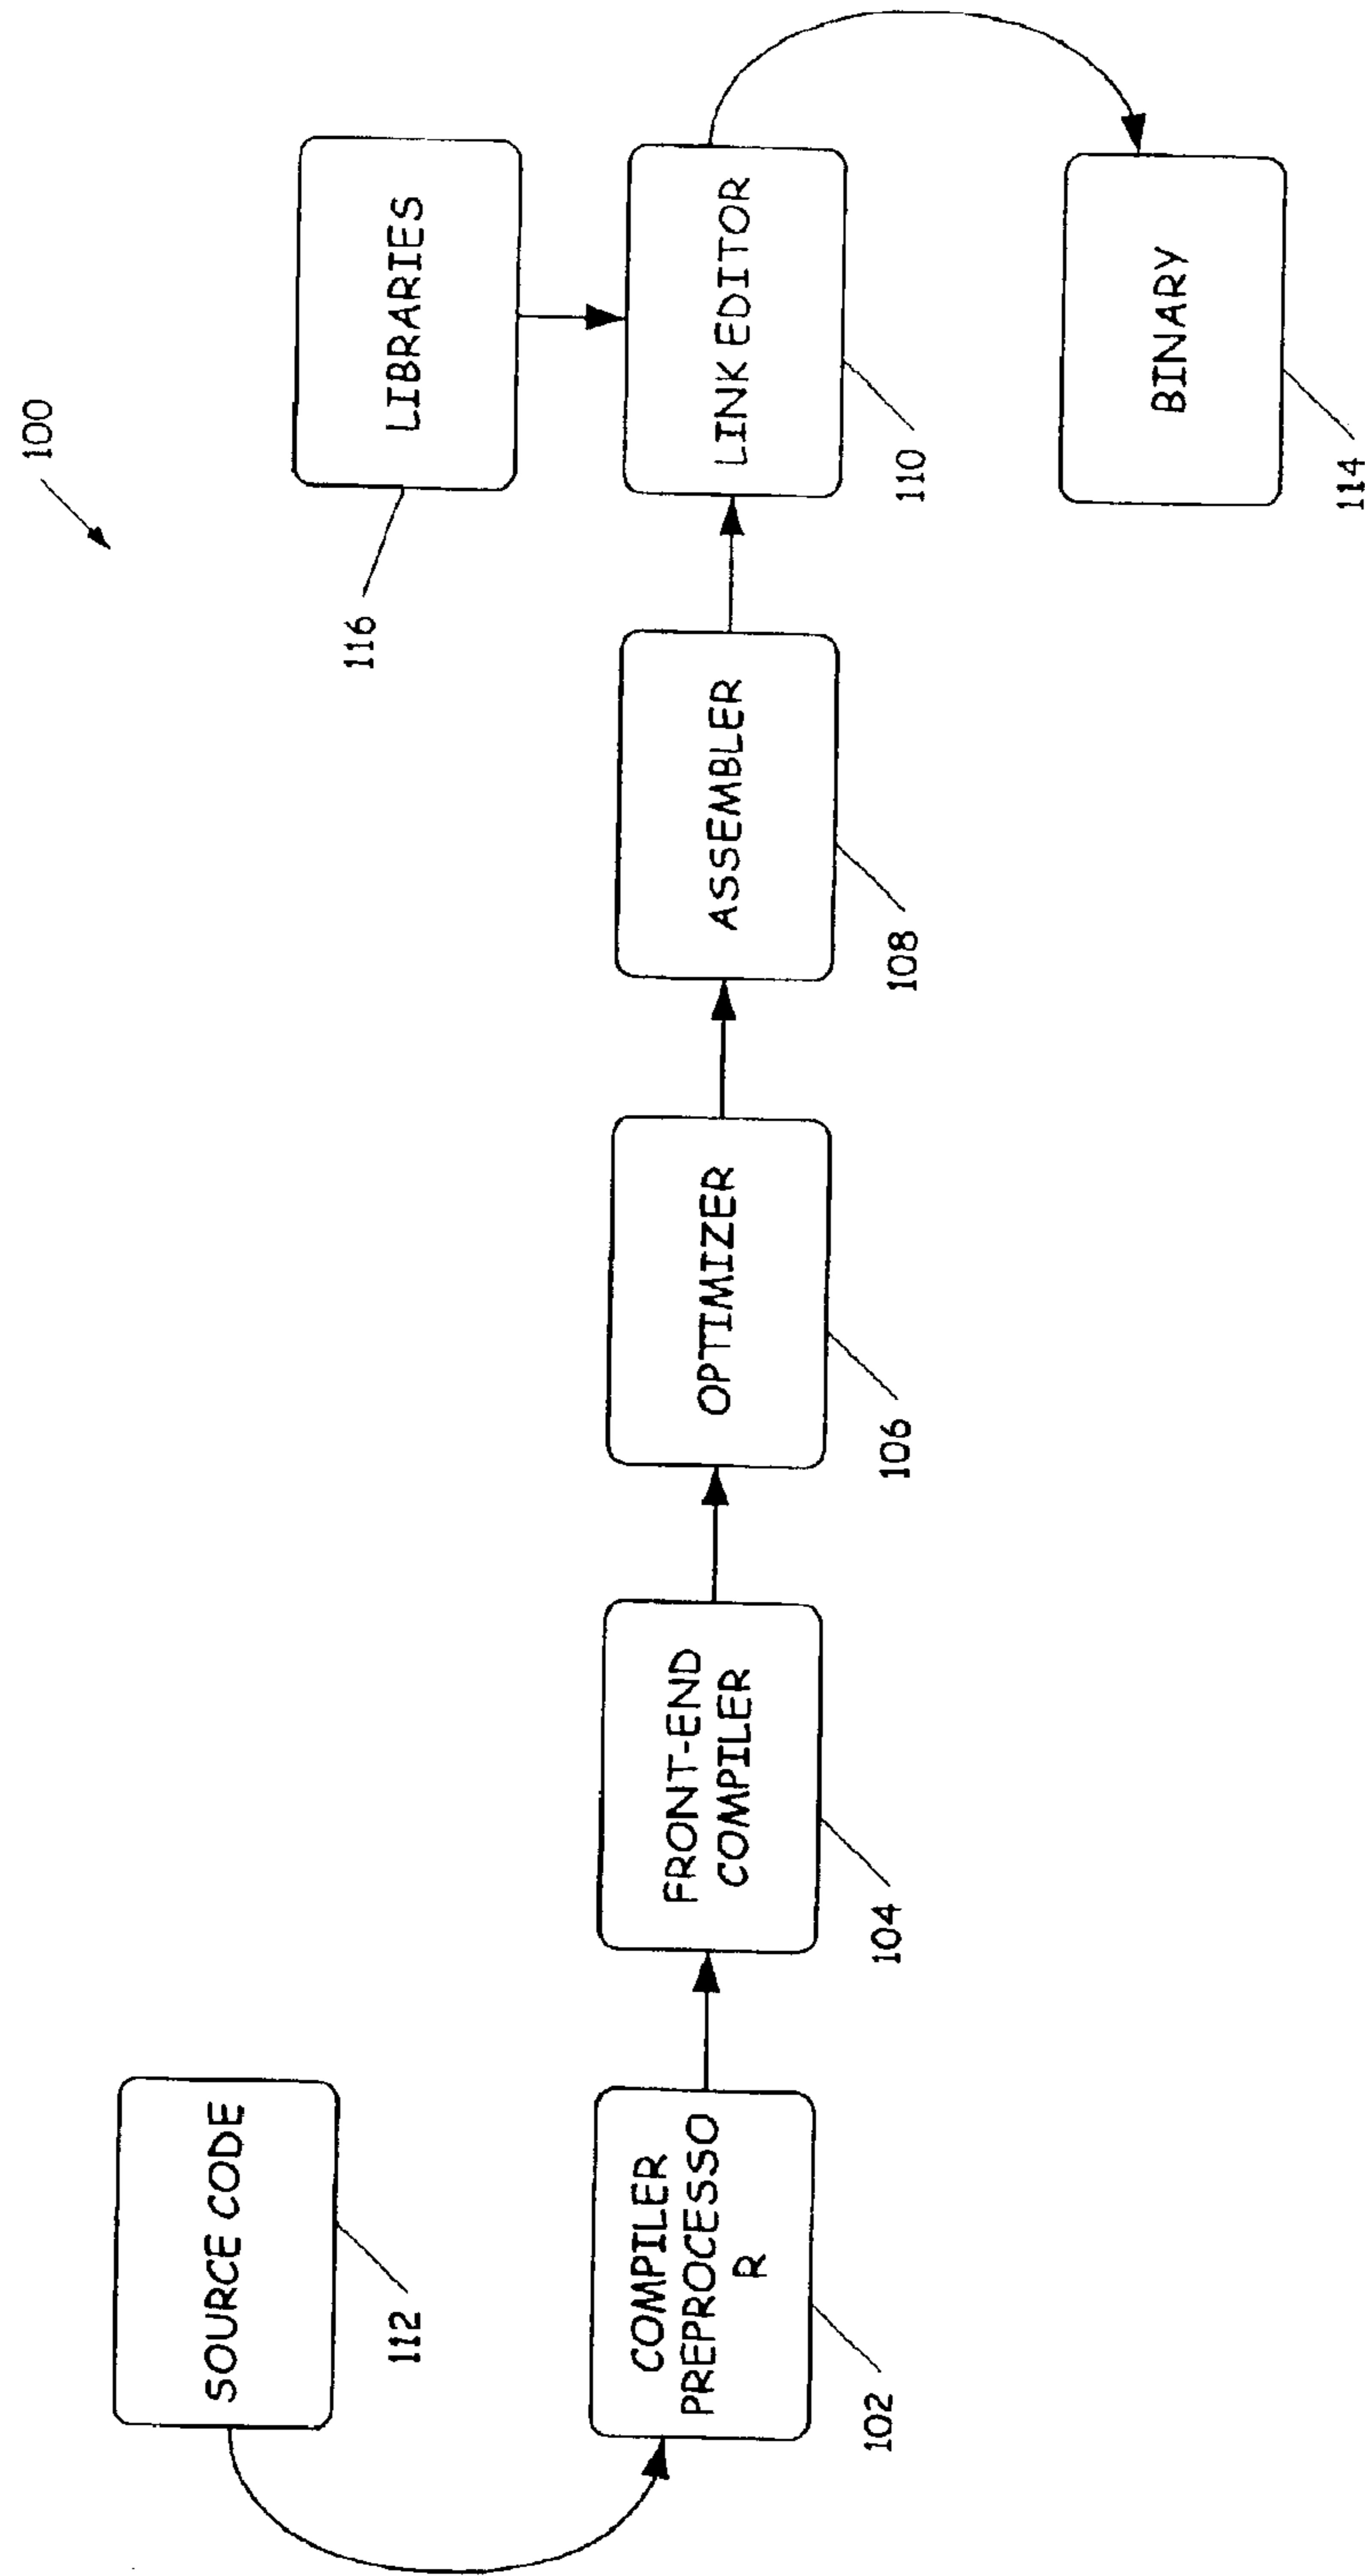 100
SOURCE CODE
112
LIBRARIES
116
COMPILER
PREPROCESSO
R
102
FRONT-END
COMPILER
104
OPTIMIZER
106
ASSEMBLER
108
LINK EDITOR
110
BINARY
114